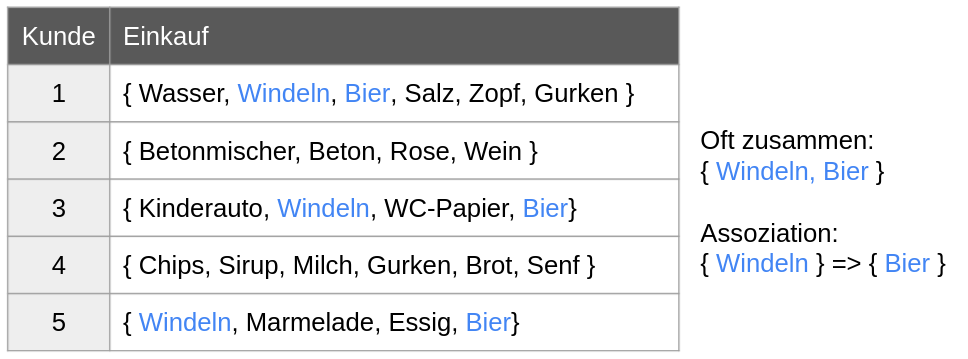 Kunde Einkauf
1 { Wasser, Windeln, Bier, Salz, Zopf, Gurken }
2 { Betonmischer, Beton, Rose, Wein }
3 { Kinderauto, Windeln, WC-Papier, Bier}
4 { Chips, Sirup, Milch, Gurken, Brot, Senf }
5 { Windeln, Marmelade, Essig, Bier}
Oft zusammen:
{ Windeln, Bier }
Assoziation:
{ Windeln } => { Bier }